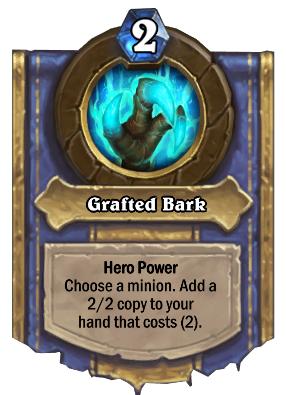 2
Grafted Bark
Hero Power
Choose a minion. Add a
2/2 copy to your
hand that costs (2).